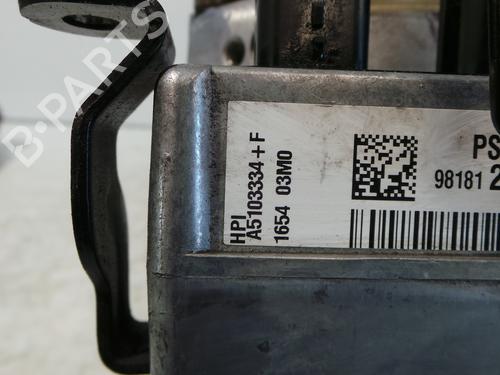 B-PARTS
HPI
A5103334+F
1654 03M0
PS
98181 2